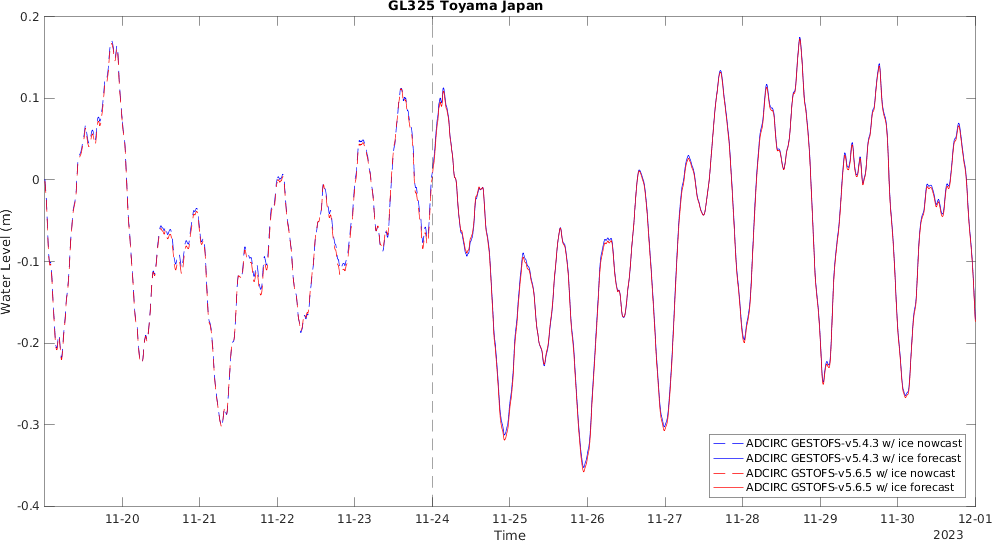 GL325 Toyama Japan
0.2
0.1
0
-0.1
-0.2
-0.3
-0.4
Water Level (m)
ADCIRC GESTOFS-v5.4.3 w/ ice nowcast
ADCIRC GESTOFS-v5.4.3 w/ ice forecast
ADCIRC GSTOFS-v5.6.5 w/ ice nowcast
ADCIRC GSTOFS-v5.6.5 w/ ice forecast
11-20 11-21 11-22 11-23 11-24 11-25 11-26 11-27 11-28 11-29 11-30 12-01
Time
2023